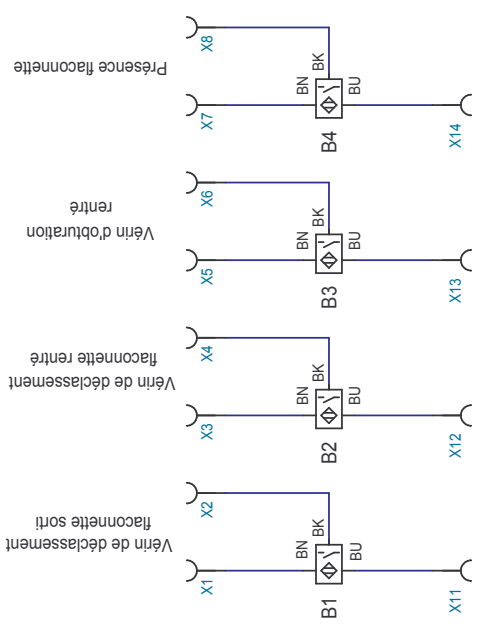 Présence flaconnette
X8
BK
BN
BU
X7
B4
X14
Vérin d'obturation
rentré
X6
BK
BN
BU
X5
B3
X13
Vérin de déclassement
flaconnette rentré
X4
BK
BN
BU
X3
B2
X12
Vérin de déclassement
flaconnette sorti
X2
BK
BN
BU
X1
B1
X11